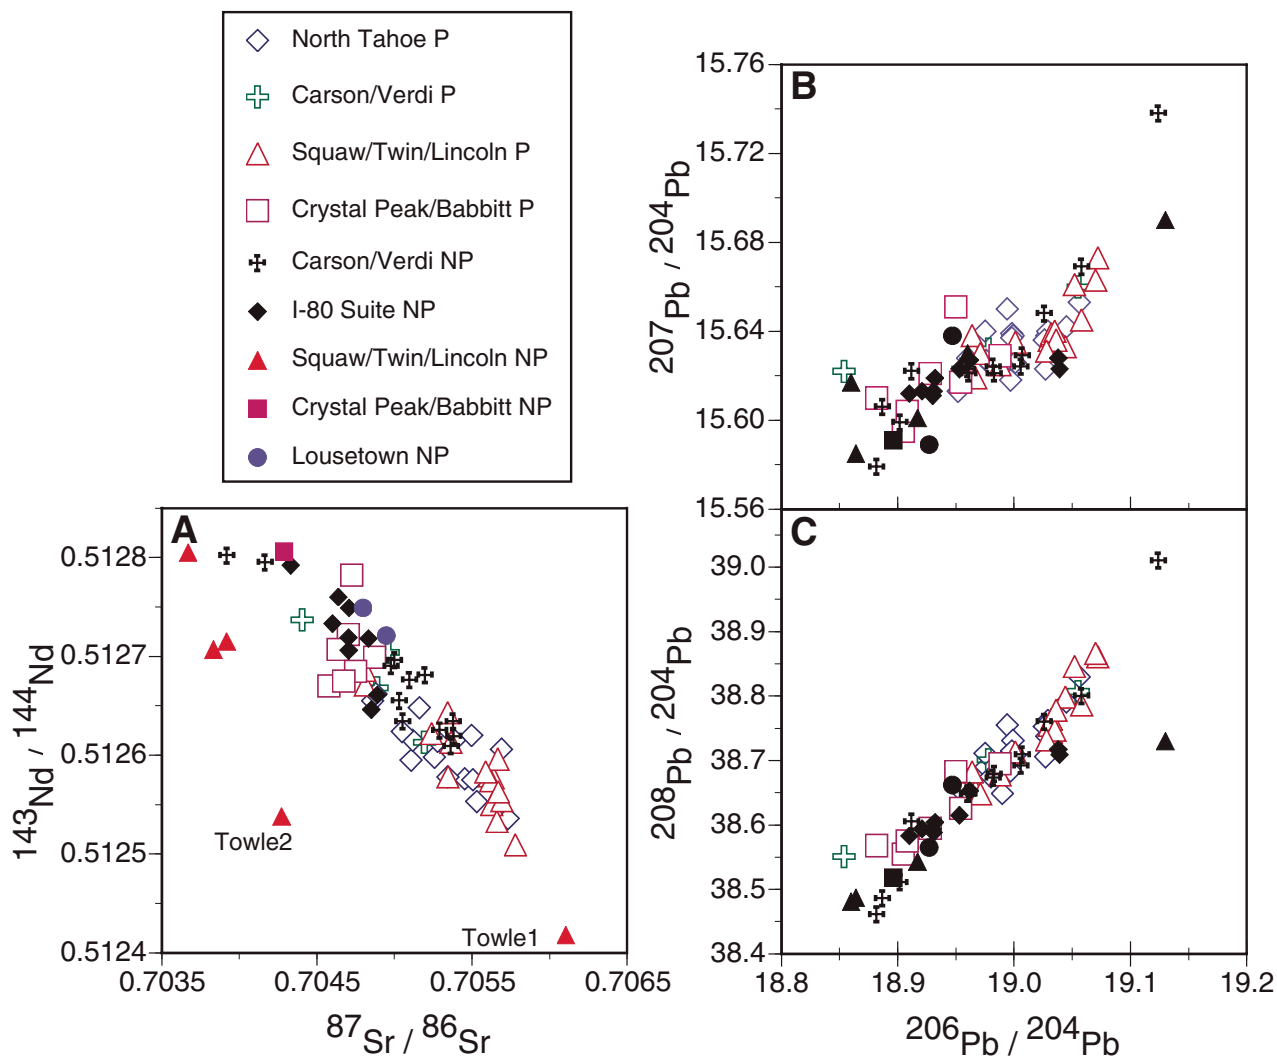 North Tahoe P
Carson/Verdi P
Squaw/Twin/Lincoln P
Crystal Peak/Babbitt P
Carson/Verdi NP
I-80 Suite NP
Squaw/Twin/Lincoln NP
Crystal Peak/Babbitt NP
Lousetown NP
A
0.5128
0.5127
0.5126
0.5125
0.5124
143Nd / 144Nd
Towle2
Towle1
0.7035
0.7045
0.7055
0.7065
87Sr / 86Sr
B
15.76
15.72
15.68
15.64
15.60
15.56
207Pb / 204Pb
C
39.0
38.9
38.8
38.7
38.6
38.5
38.4
208Pb / 204Pb
18.8
18.9
19.0
19.1
19.2
206Pb / 204Pb